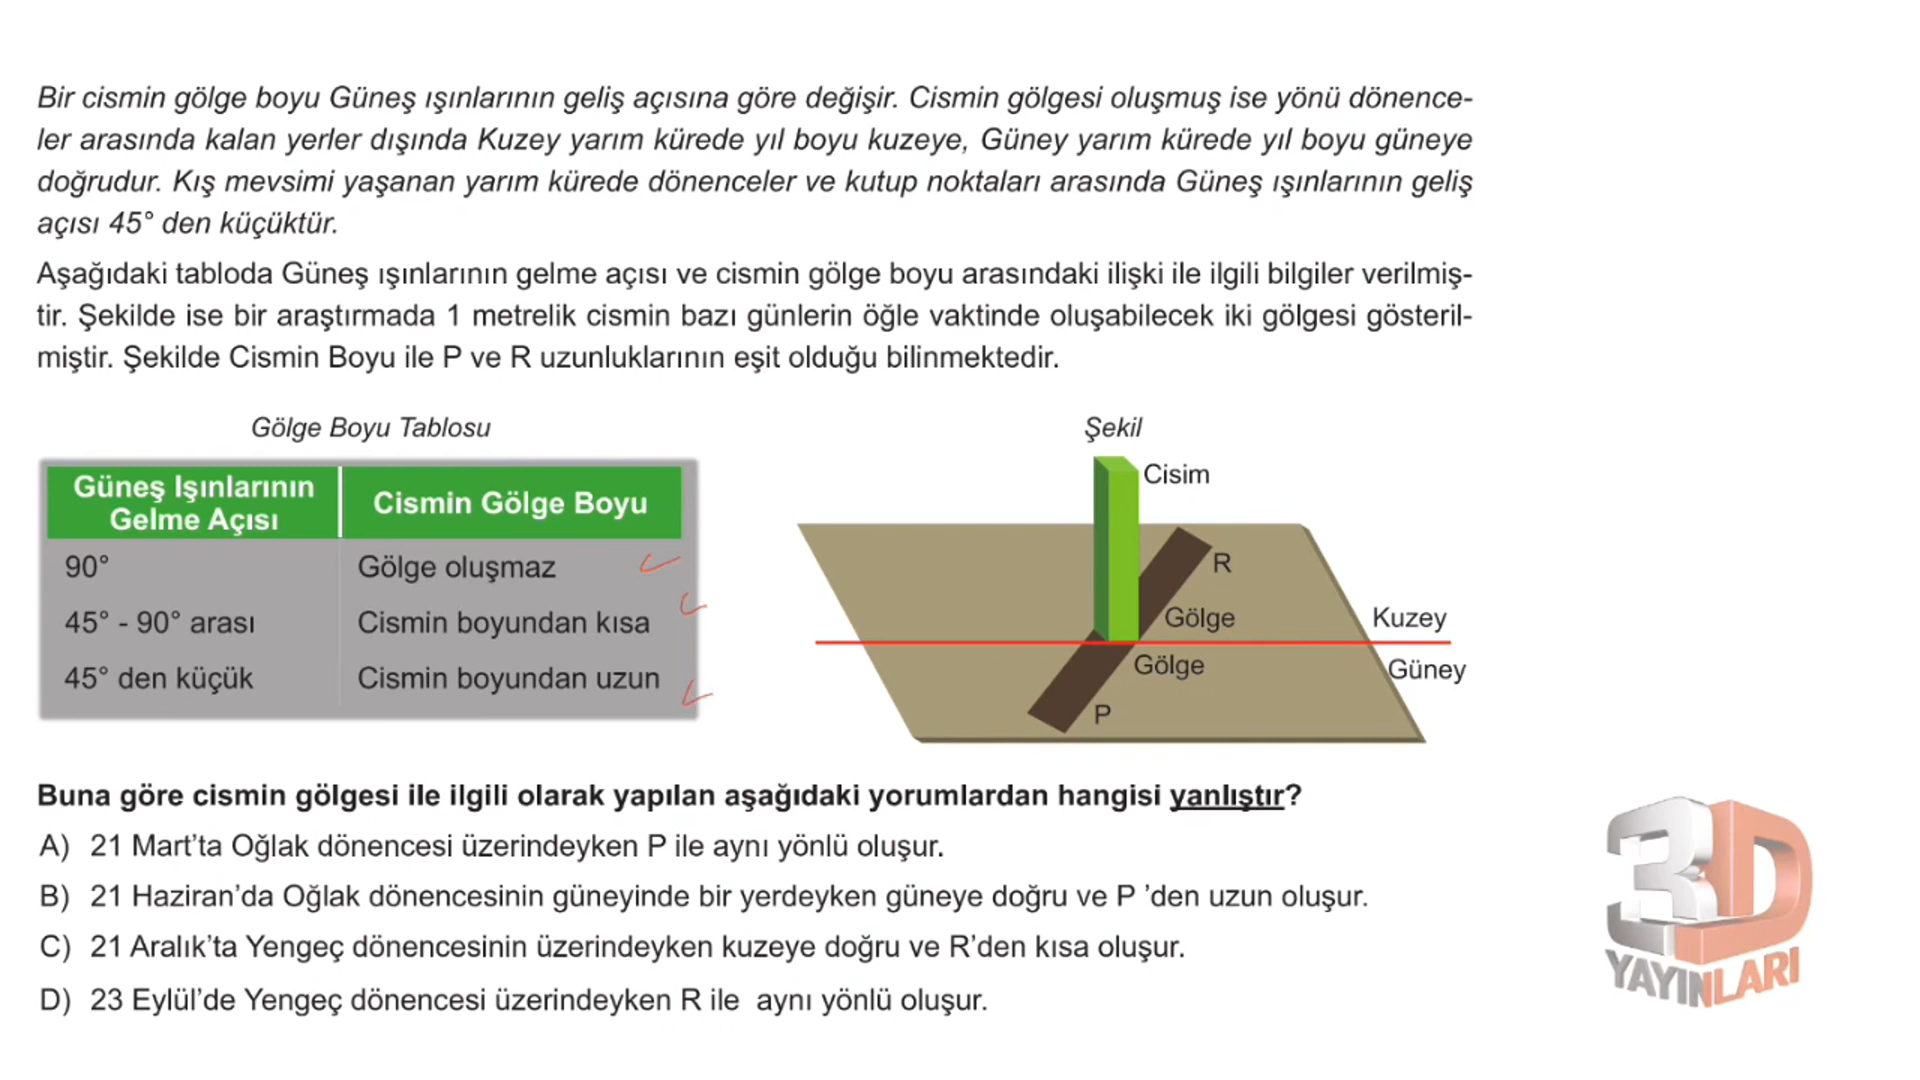 Bir cismin gölge boyu Güneş ışınlarının geliş açısına göre değişir. Cismin gölgesi oluşmuş ise yönü dönence-
ler arasında kalan yerler dışında Kuzey yarım kürede yıl boyu kuzeye, Güney yarım kürede yıl boyu güneye
doğrudur. Kış mevsimi yaşanan yarım kürede dönenceler ve kutup noktaları arasında Güneş ışınlarının geliş
açısı 45° den küçüktür.
Aşağıdaki tabloda Güneş ışınlarının gelme açısı ve cismin gölge boyu arasındaki ilişki ile ilgili bilgiler verilmiş-
tir. Şekilde ise bir araştırmada 1 metrelik cismin bazı günlerin öğle vaktinde oluşabilecek iki gölgesi gösteril-
miştir. Şekilde Cismin Boyu ile P ve R uzunluklarının eşit olduğu bilinmektedir.
Gölge Boyu Tablosu
Güneş Işınlarının
Gelme Açısı
Cismin Gölge Boyu
90°
Gölge oluşmaz
45° - 90° arası
Cismin boyundan kısa
45° den küçük
Cismin boyundan uzun
Şekil
Cisim
R
Gölge
Kuzey
Gölge
Güney
P
Buna göre cismin gölgesi ile ilgili olarak yapılan aşağıdaki yorumlardan hangisi yanlıştır?
A) 21 Mart'ta Oğlak dönencesi üzerindeyken P ile aynı yönlü oluşur.
B) 21 Haziran'da Oğlak dönencesinin güneyinde bir yerdeyken güneye doğru ve P 'den uzun oluşur.
C) 21 Aralık'ta Yengeç dönencesinin üzerindeyken kuzeye doğru ve R'den kısa oluşur.
D) 23 Eylül'de Yengeç dönencesi üzerindeyken R ile aynı yönlü oluşur.
3D
YAYINLARI